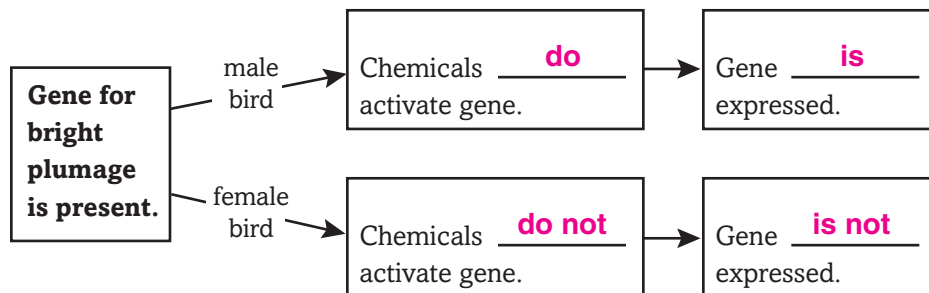 Gene for
bright
plumage
is present.
male
bird
Chemicals do
activate gene.
Gene is
expressed.
female
bird
Chemicals do not
activate gene.
Gene is not
expressed.